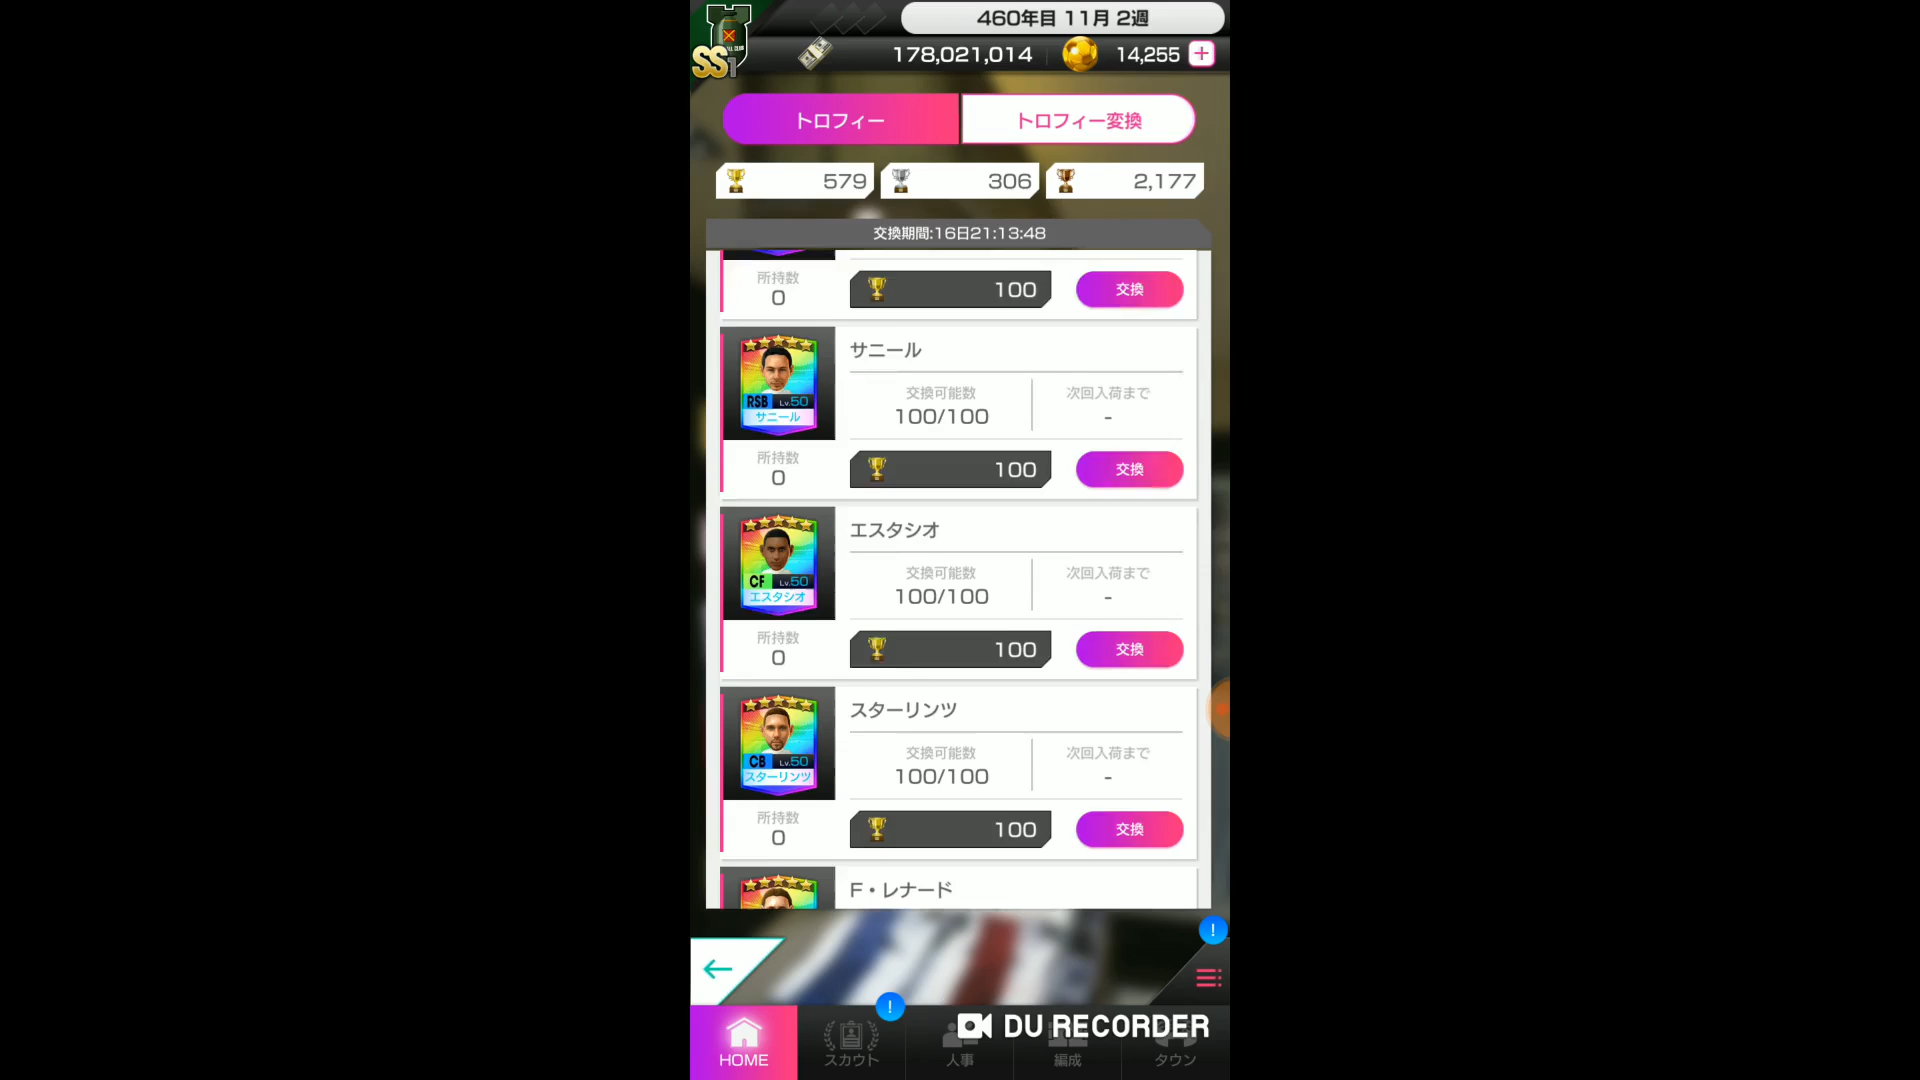 460年目 11月 2週
SS1
178,021,014
14,255
トロフィー
トロフィー変換
579
306
2,177
交換期間:16日21:13:48
所持数
0
100
交換
サニール
RSB Lv.50
サニール
交換可能数
100/100
次回入荷まで
-
所持数
0
100
交換
エスタシオ
CF Lv.50
エスタシオ
交換可能数
100/100
次回入荷まで
-
所持数
0
100
交換
スターリンツ
CB Lv.50
スターリンツ
交換可能数
100/100
次回入荷まで
-
所持数
0
100
交換
F・レナード
!
!
DU RECORDER
HOME
スカウト
人事
編成
タウン